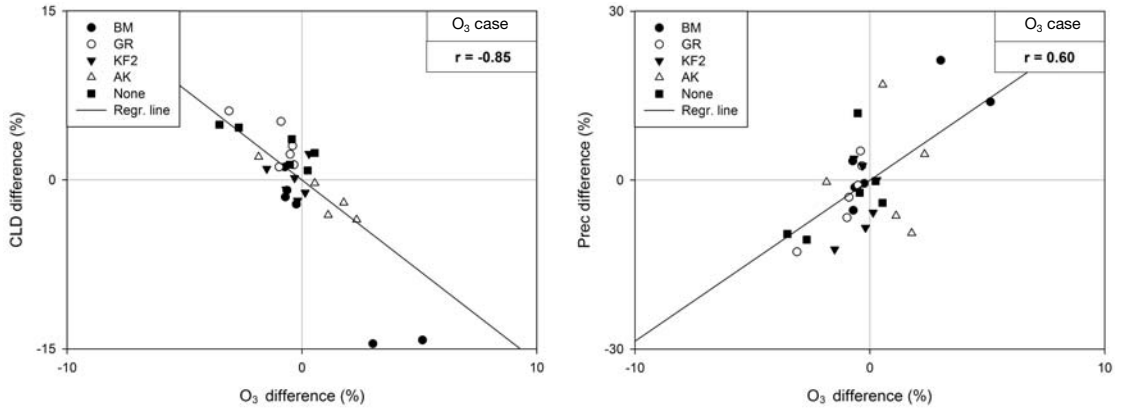 15
BM
GR
KF2
AK
None
Regr. line
O₃ case
r = -0.85
CLD difference (%)
0
-15
-10
0
10
O₃ difference (%)
30
BM
GR
KF2
AK
None
Regr. line
O₃ case
r = 0.60
Prec difference (%)
0
-30
-10
0
10
O₃ difference (%)